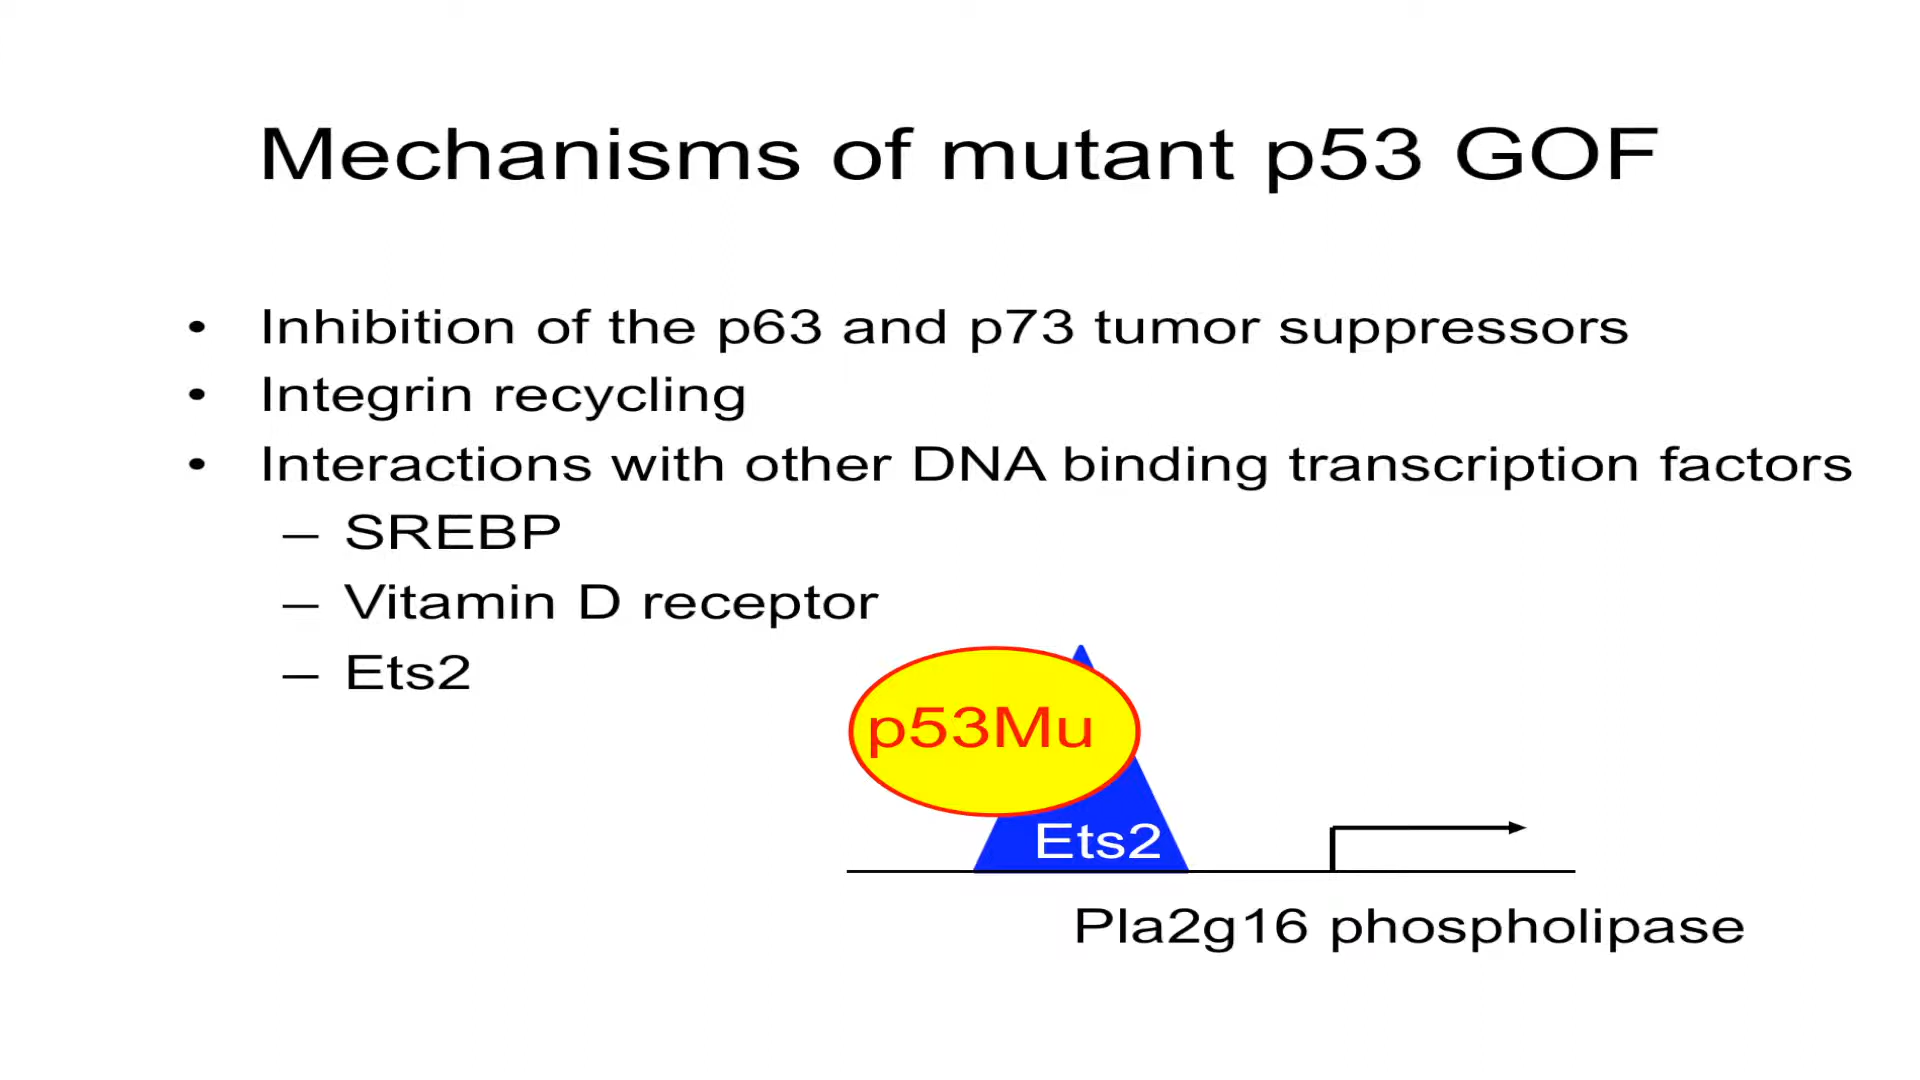 Mechanisms of mutant p53 GOF
• Inhibition of the p63 and p73 tumor suppressors
• Integrin recycling
• Interactions with other DNA binding transcription factors
– SREBP
– Vitamin D receptor
– Ets2
p53Mu
Ets2
Pla2g16 phospholipase